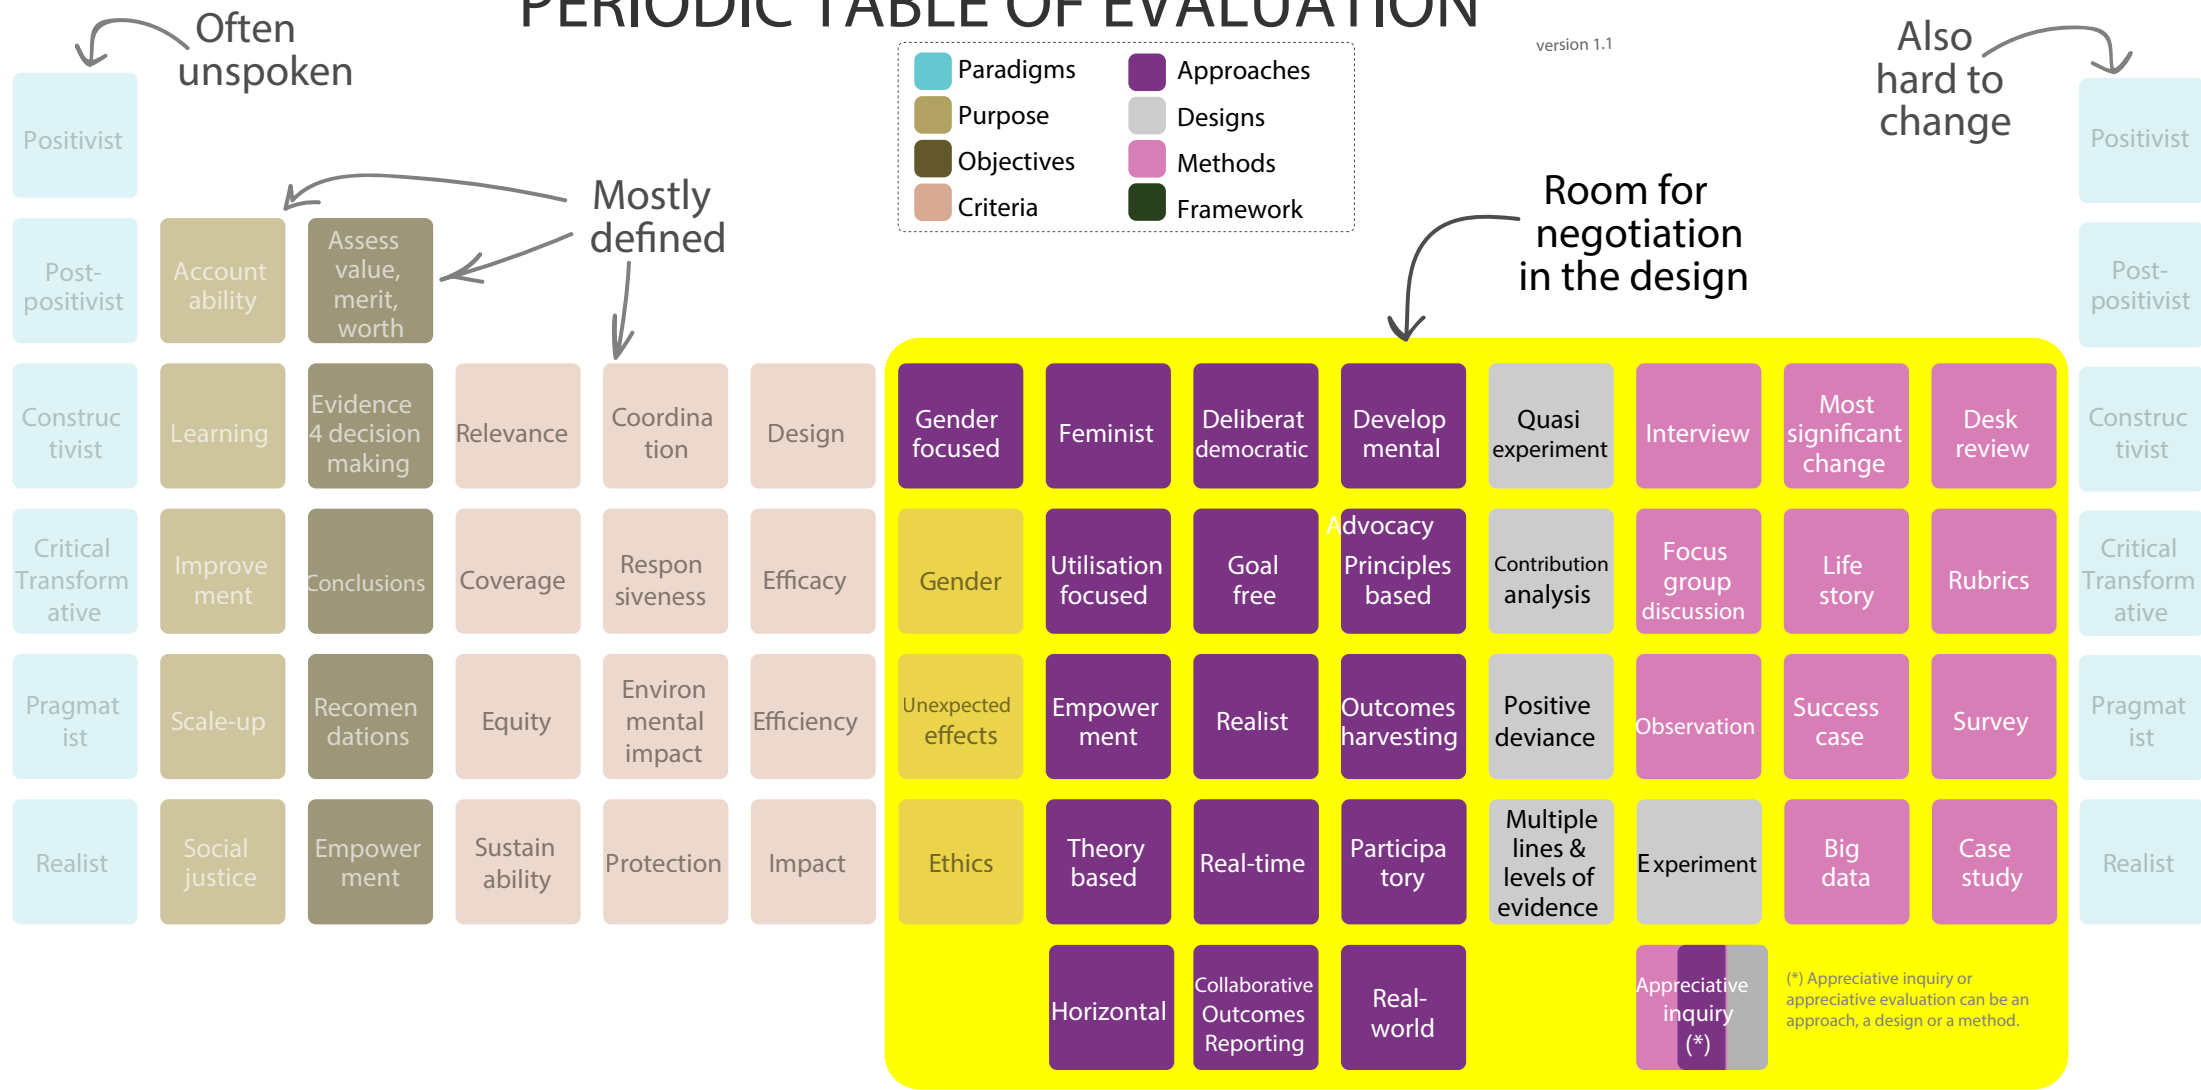 PERIODIC TABLE OF EVALUATION
version 1.1
Often
unspoken
Also
hard to
change
Paradigms
Purpose
Objectives
Criteria
Approaches
Designs
Methods
Framework
Mostly
defined
Room for
negotiation
in the design
Positivist
Positivist
Post-
positivist
Account
ability
Assess
value,
merit,
worth
Post-
positivist
Construc
tivist
Learning
Evidence
4 decision
making
Relevance
Coordina
tion
Design
Gender
focused
Feminist
Deliberat
democratic
Develop
mental
Quasi
experiment
Interview
Most
significant
change
Desk
review
Construc
tivist
Critical
Transform
ative
Improve
ment
Conclusions
Coverage
Respon
siveness
Efficacy
Gender
Utilisation
focused
Goal
free
Advocacy
Principles
based
Contribution
analysis
Focus
group
discussion
Life
story
Rubrics
Critical
Transform
ative
Pragmat
ist
Scale-up
Recomen
dations
Equity
Environ
mental
impact
Efficiency
Unexpected
effects
Empower
ment
Realist
Outcomes
harvesting
Positive
deviance
Observation
Success
case
Survey
Pragmat
ist
Realist
Social
justice
Empower
ment
Sustain
ability
Protection
Impact
Ethics
Theory
based
Real-time
Participa
tory
Multiple
lines &
levels of
evidence
Experiment
Big
data
Case
study
Realist
Horizontal
Collaborative
Outcomes
Reporting
Real-
world
Appreciative
inquiry
(*)
(*) Appreciative inquiry or
appreciative evaluation can be an
approach, a design or a method.